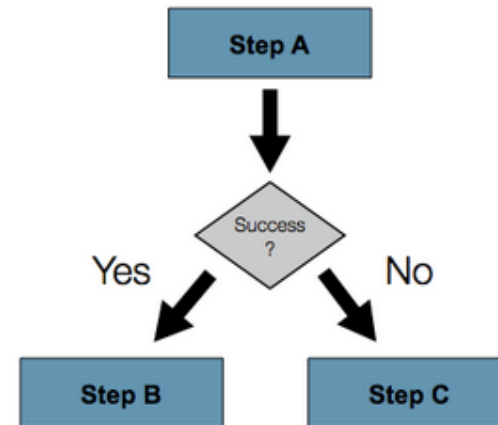 Step A
Success
?
Yes
No
Step B
Step C